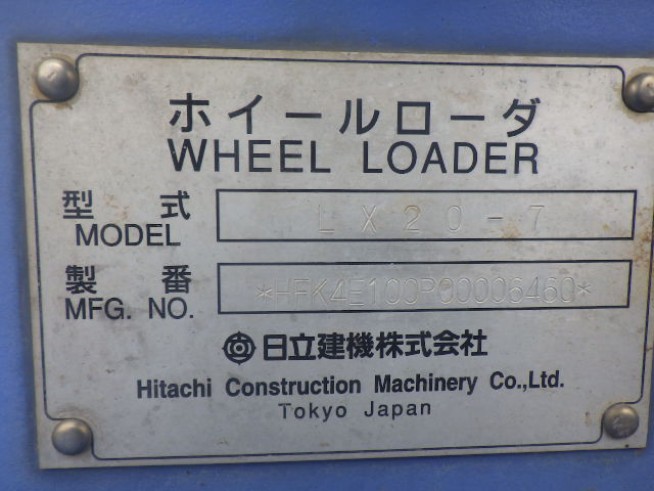 ホイールローダ
WHEEL LOADER
型式 LX20-7
MODEL
製番 *HFK4E100P00006460*
MFG. NO.
日立建機株式会社
Hitachi Construction Machinery Co.,Ltd.
Tokyo Japan